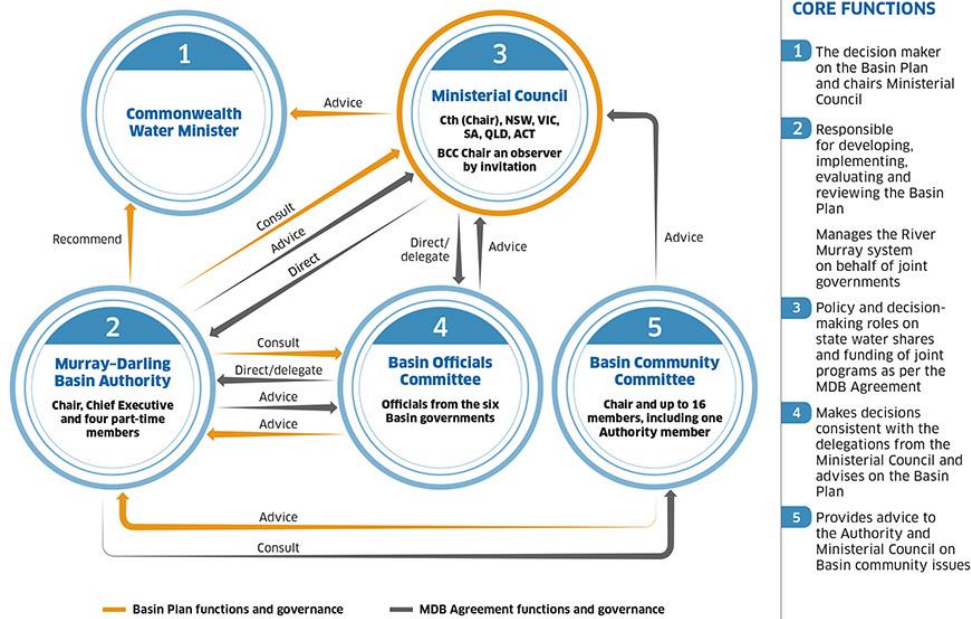 1
Commonwealth
Water Minister
Advice
3
Ministerial Council
Cth (Chair), NSW, VIC,
SA, QLD, ACT
BCC Chair an observer
by invitation
Recommend
Consult
Advice
Direct
Direct/
delegate
Advice
Advice
2
Murray–Darling
Basin Authority
Chair, Chief Executive
and four part-time
members
Consult
Direct/delegate
Advice
Advice
4
Basin Officials
Committee
Officials from the six
Basin governments
5
Basin Community
Committee
Chair and up to 16
members, including one
Authority member
Advice
Consult
Basin Plan functions and governance
MDB Agreement functions and governance
CORE FUNCTIONS
1 The decision maker
on the Basin Plan
and chairs Ministerial
Council
2 Responsible
for developing,
implementing,
evaluating and
reviewing the Basin
Plan
Manages the River
Murray system
on behalf of joint
governments
3 Policy and decision-
making roles on
state water shares
and funding of joint
programs as per the
MDB Agreement
4 Makes decisions
consistent with the
delegations from the
Ministerial Council and
advises on the Basin
Plan
5 Provides advice to
the Authority and
Ministerial Council on
Basin community issues